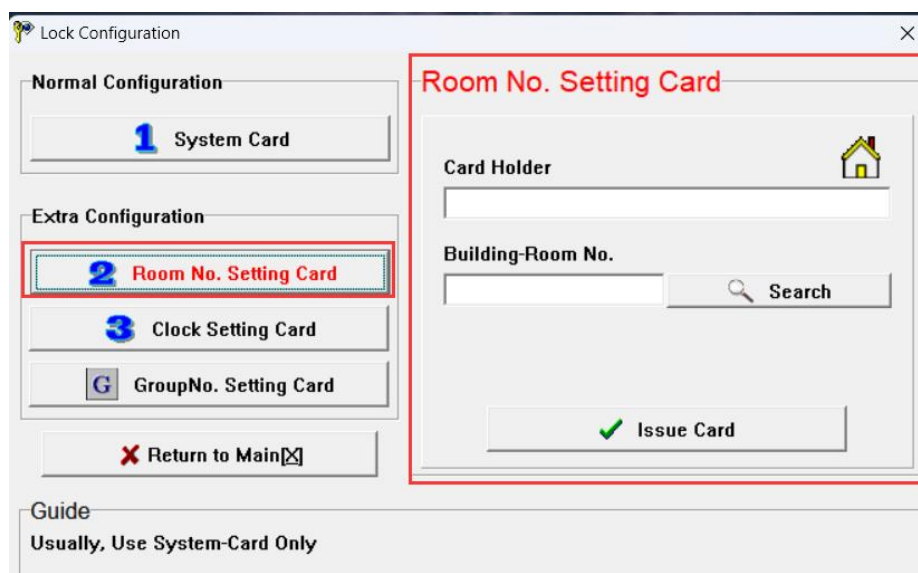 Lock Configuration
Normal Configuration
1 System Card
Extra Configuration
2 Room No. Setting Card
3 Clock Setting Card
G GroupNo. Setting Card
Return to Main[X]
Room No. Setting Card
Card Holder
Building-Room No.
Search
Issue Card
Guide
Usually, Use System-Card Only